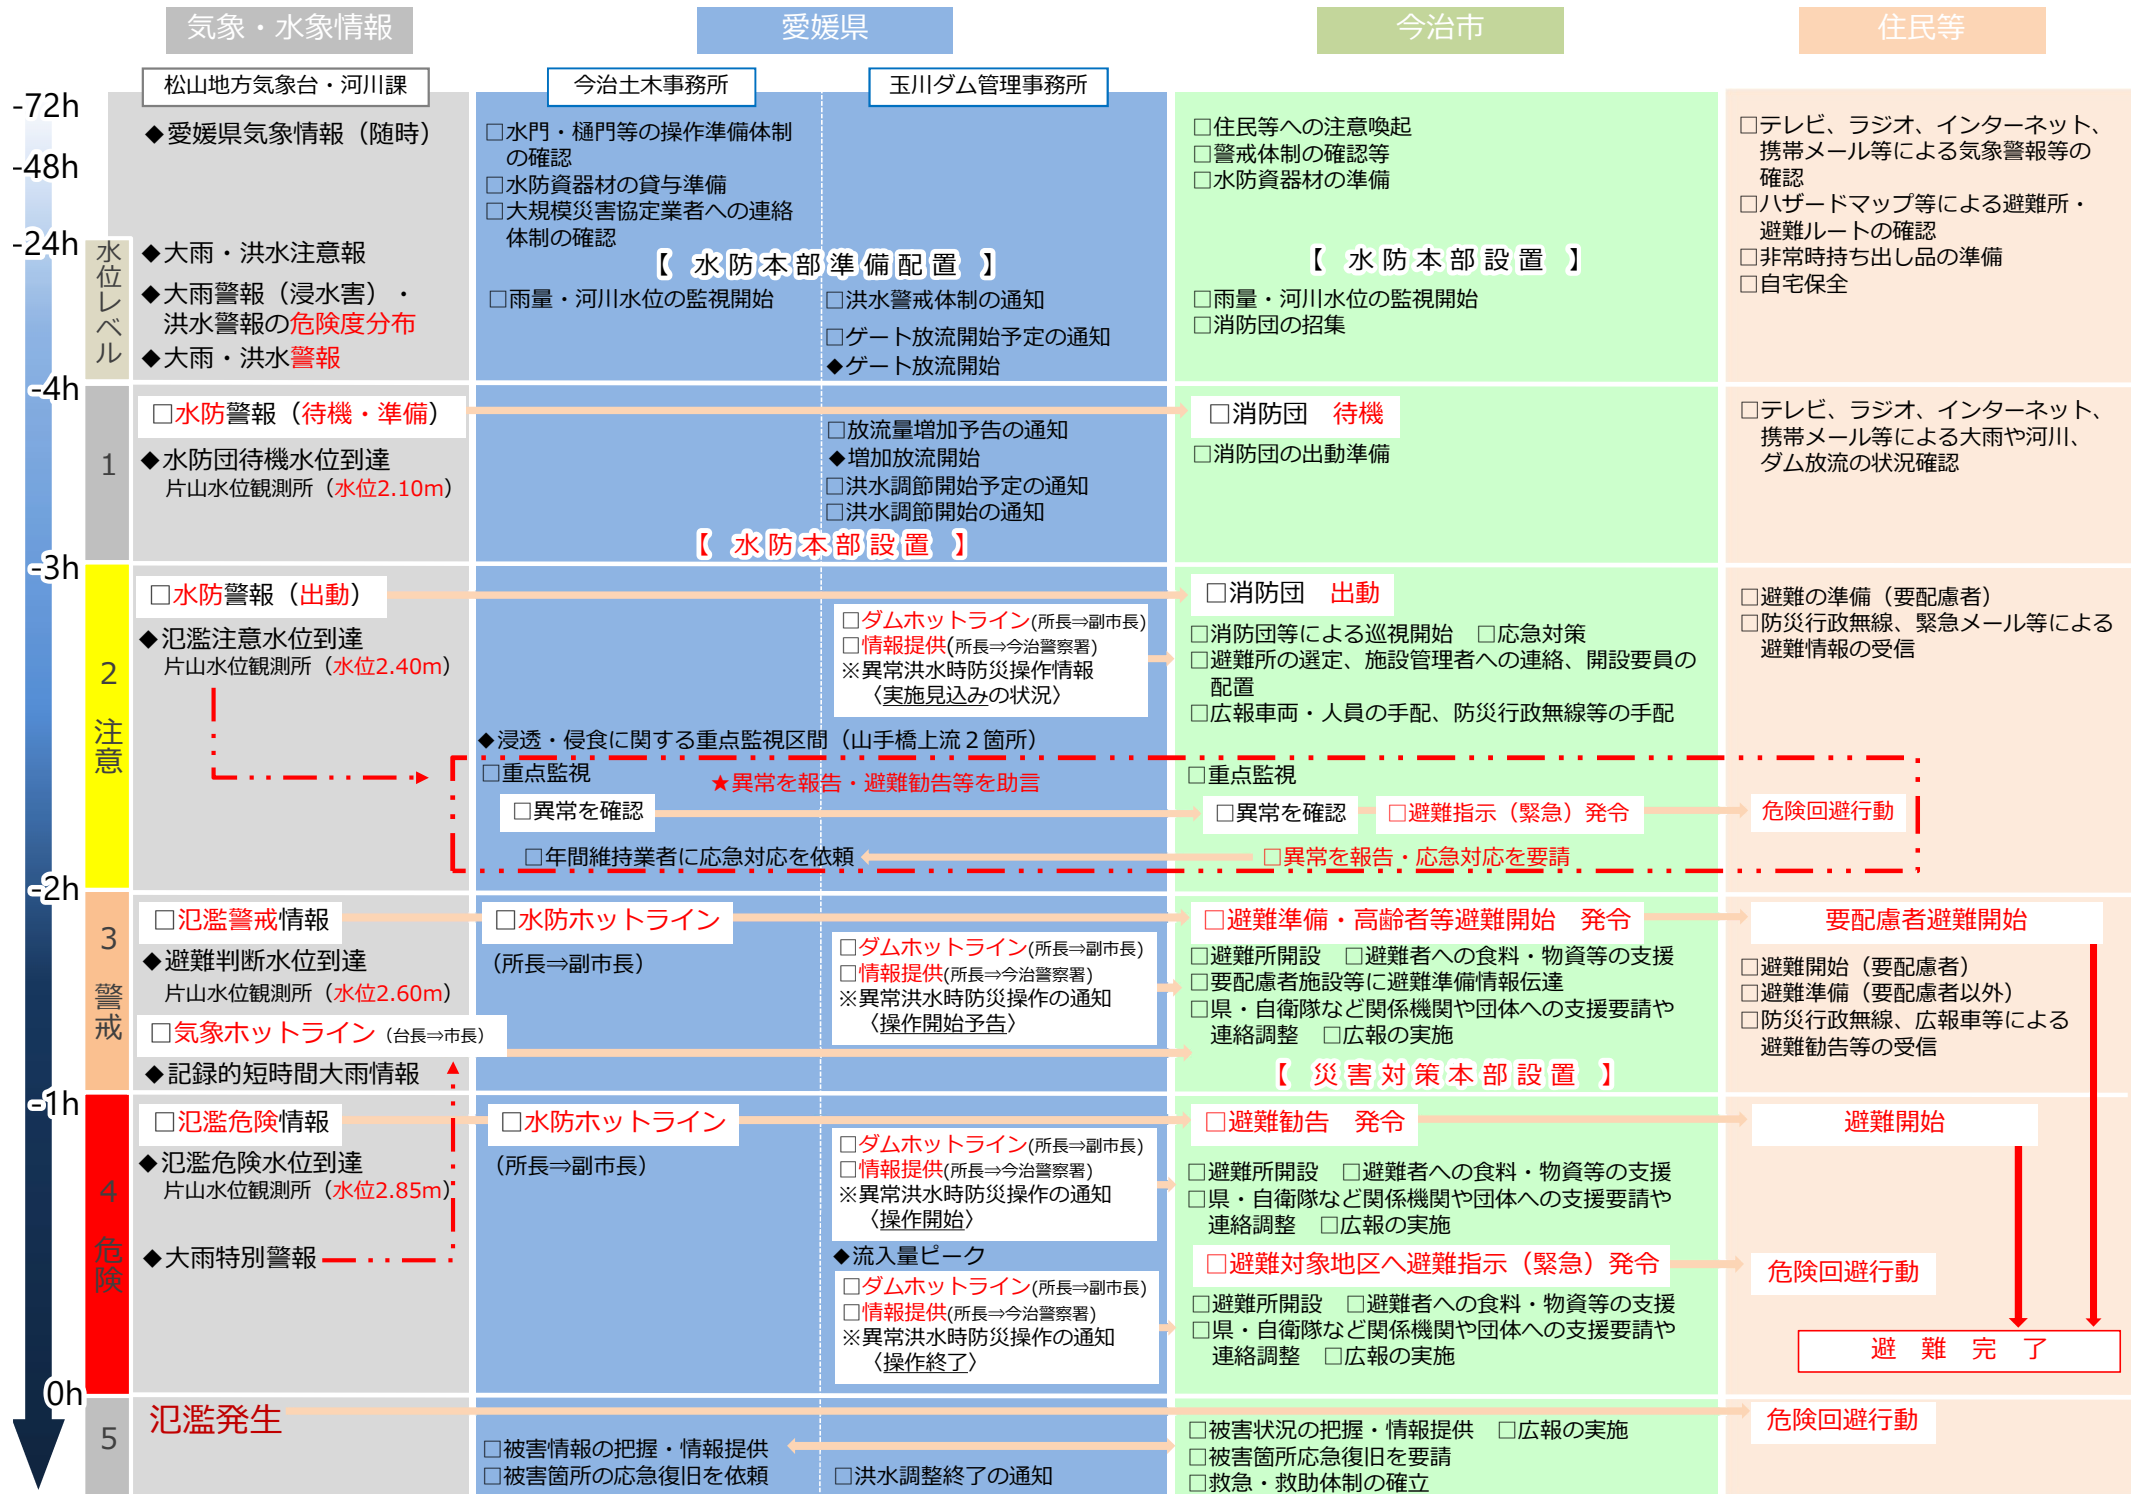 気象・水象情報
愛媛県
今治市
住民等
松山地方気象台・河川課
今治土木事務所
玉川ダム管理事務所
-72h
-48h
-24h
◆愛媛県気象情報（随時）
□水門・樋門等の操作準備体制
の確認
□水防資器材の貸与準備
□大規模災害協定業者への連絡
体制の確認
□住民等への注意喚起
□警戒体制の確認等
□水防資器材の準備
□テレビ、ラジオ、インターネット、
携帯メール等による気象警報等の
確認
□ハザードマップ等による避難所・
避難ルートの確認
□非常時持ち出し品の準備
□自宅保全
水位レベル
◆大雨・洪水注意報
◆大雨警報（浸水害）・
洪水警報の危険度分布
◆大雨・洪水警報
【 水防本部準備配置 】
□雨量・河川水位の監視開始
□洪水警戒体制の通知
□ゲート放流開始予定の通知
◆ゲート放流開始
【 水防本部設置 】
□雨量・河川水位の監視開始
□消防団の招集
-4h
1
□水防警報（待機・準備）
◆水防団待機水位到達
片山水位観測所（水位2.10m）
□放流量増加予告の通知
◆増加放流開始
□洪水調節開始予定の通知
□洪水調節開始の通知
【 水防本部設置 】
□消防団 待機
□消防団の出動準備
□テレビ、ラジオ、インターネット、
携帯メール等による大雨や河川、
ダム放流の状況確認
-3h
2 注意
□水防警報（出動）
◆氾濫注意水位到達
片山水位観測所（水位2.40m）
□ダムホットライン(所長⇒副市長)
□情報提供(所長⇒今治警察署)
※異常洪水時防災操作情報
〈実施見込みの状況〉
□消防団 出動
□消防団等による巡視開始 □応急対策
□避難所の選定、施設管理者への連絡、開設要員の
配置
□広報車両・人員の手配、防災行政無線等の手配
□避難の準備（要配慮者）
□防災行政無線、緊急メール等による
避難情報の受信
◆浸透・侵食に関する重点監視区間（山手橋上流２箇所）
□重点監視
★異常を報告・避難勧告等を助言
□重点監視
□異常を確認
□異常を確認
□避難指示（緊急）発令
危険回避行動
□年間維持業者に応急対応を依頼
□異常を報告・応急対応を要請
-2h
3 警戒
□氾濫警戒情報
◆避難判断水位到達
片山水位観測所（水位2.60m）
□気象ホットライン（台長⇒市長）
◆記録的短時間大雨情報
□水防ホットライン
（所長⇒副市長）
□ダムホットライン(所長⇒副市長)
□情報提供(所長⇒今治警察署)
※異常洪水時防災操作の通知
〈操作開始予告〉
□避難準備・高齢者等避難開始 発令
□避難所開設 □避難者への食料・物資等の支援
□要配慮者施設等に避難準備情報伝達
□県・自衛隊など関係機関や団体への支援要請や
連絡調整 □広報の実施
【 災害対策本部設置 】
要配慮者避難開始
□避難開始（要配慮者）
□避難準備（要配慮者以外）
□防災行政無線、広報車等による
避難勧告等の受信
-1h
4 危険
□氾濫危険情報
◆氾濫危険水位到達
片山水位観測所（水位2.85m）
◆大雨特別警報
□水防ホットライン
（所長⇒副市長）
□ダムホットライン(所長⇒副市長)
□情報提供(所長⇒今治警察署)
※異常洪水時防災操作の通知
〈操作開始〉
◆流入量ピーク
□ダムホットライン(所長⇒副市長)
□情報提供(所長⇒今治警察署)
※異常洪水時防災操作の通知
〈操作終了〉
□避難勧告 発令
□避難所開設 □避難者への食料・物資等の支援
□県・自衛隊など関係機関や団体への支援要請や
連絡調整 □広報の実施
□避難対象地区へ避難指示（緊急）発令
□避難所開設 □避難者への食料・物資等の支援
□県・自衛隊など関係機関や団体への支援要請や
連絡調整 □広報の実施
避難開始
危険回避行動
避難完了
0h
5
氾濫発生
□被害情報の把握・情報提供
□被害箇所の応急復旧を依頼
□洪水調整終了の通知
□被害状況の把握・情報提供 □広報の実施
□被害箇所応急復旧を要請
□救急・救助体制の確立
危険回避行動